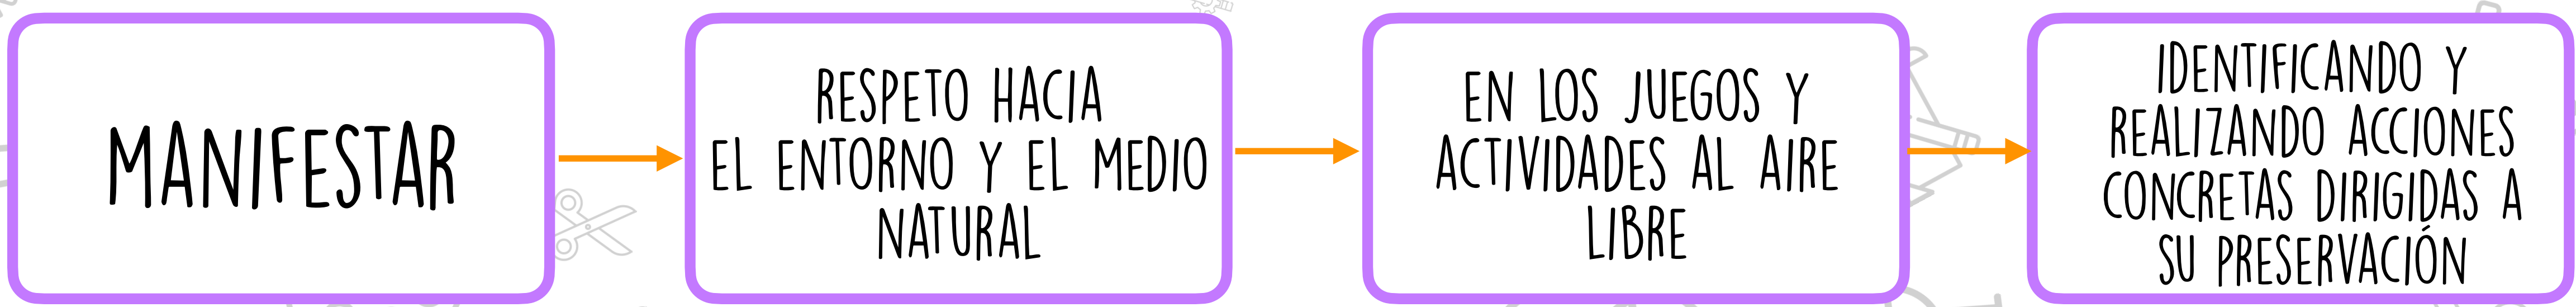 MANIFESTAR
RESPETO HACIA
EL ENTORNO Y EL MEDIO
NATURAL
EN LOS JUEGOS Y
ACTIVIDADES AL AIRE
LIBRE
IDENTIFICANDO Y
REALIZANDO ACCIONES
CONCRETAS DIRIGIDAS A
SU PRESERVACIÓN